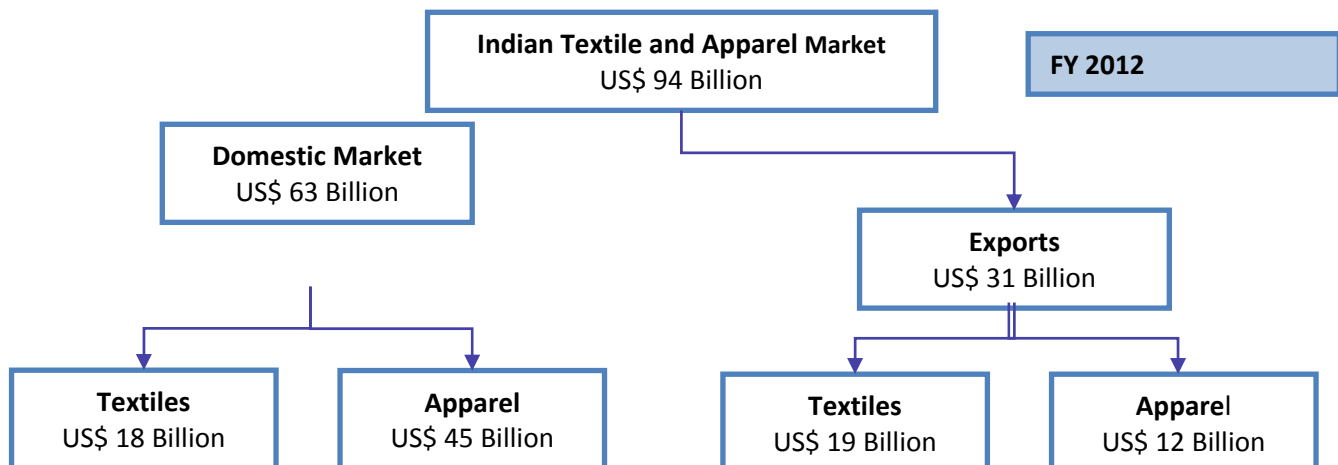 Indian Textile and Apparel Market
US$ 94 Billion
FY 2012
Domestic Market
US$ 63 Billion
Exports
US$ 31 Billion
Textiles
US$ 18 Billion
Apparel
US$ 45 Billion
Textiles
US$ 19 Billion
Apparel
US$ 12 Billion